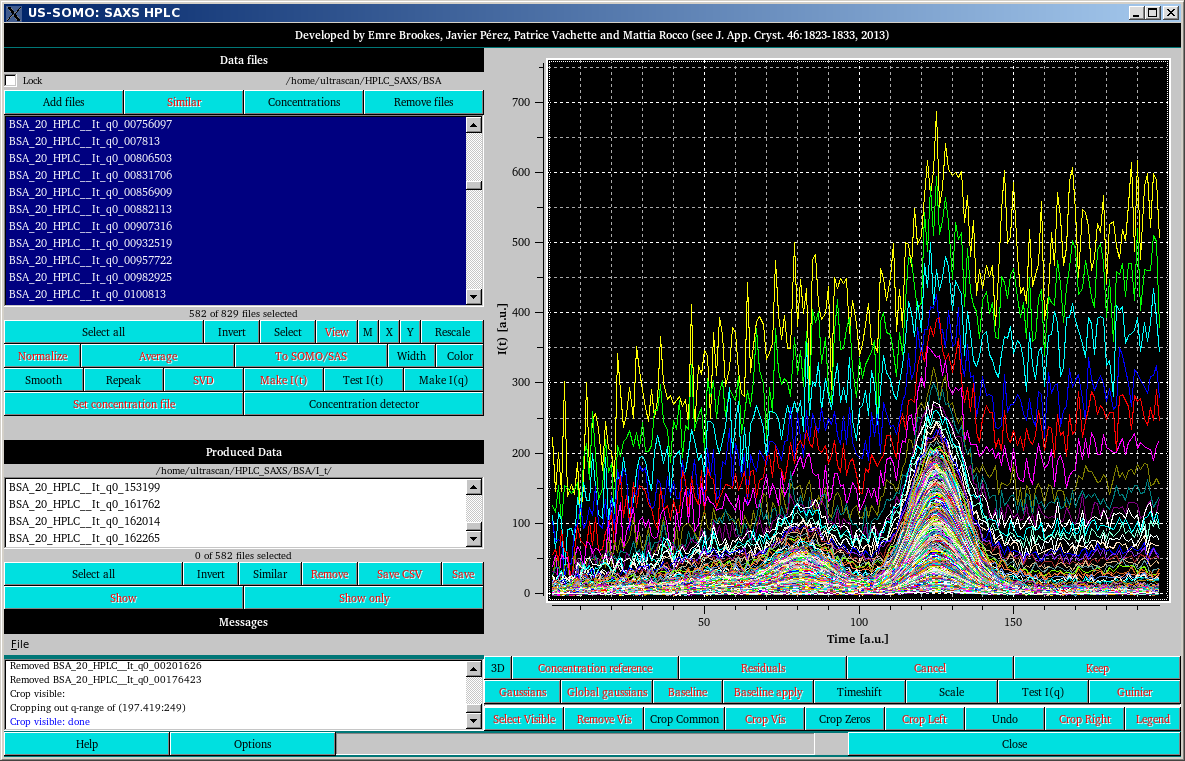 US-SOMO: SAXS HPLC
Developed by Emre Brookes, Javier Pérez, Patrice Vachette and Mattia Rocco (see J. App. Cryst. 46:1823-1833, 2013)
Data files
Lock /home/ultrascan/HPLC_SAXS/BSA
Add files Similar Concentrations Remove files
BSA_20_HPLC__It_q0_00756097
BSA_20_HPLC__It_q0_007813
BSA_20_HPLC__It_q0_00806503
BSA_20_HPLC__It_q0_00831706
BSA_20_HPLC__It_q0_00856909
BSA_20_HPLC__It_q0_00882113
BSA_20_HPLC__It_q0_00907316
BSA_20_HPLC__It_q0_00932519
BSA_20_HPLC__It_q0_00957722
BSA_20_HPLC__It_q0_00982925
BSA_20_HPLC__It_q0_0100813
582 of 829 files selected
Select all Invert Select View M X Y Rescale
Normalize Average To SOMO/SAS Width Color
Smooth Repeak SVD Make I(t) Test I(t) Make I(q)
Set concentration file Concentration detector
Produced Data
/home/ultrascan/HPLC_SAXS/BSA/I_t/
BSA_20_HPLC__It_q0_153199
BSA_20_HPLC__It_q0_161762
BSA_20_HPLC__It_q0_162014
BSA_20_HPLC__It_q0_162265
0 of 582 files selected
Select all Invert Similar Remove Save CSV Save
Show Show only
Messages
File
Removed BSA_20_HPLC__It_q0_00201626
Removed BSA_20_HPLC__It_q0_00176423
Crop visible:
Cropping out q-range of (197.419:249)
Crop visible: done
Help Options
700
600
500
400
300
200
100
0
I(t) [a.u.]
50 100 150
Time [a.u.]
3D Concentration reference Residuals Cancel Keep
Gaussians Global gaussians Baseline Baseline apply Timeshift Scale Test I(q) Guinier
Select Visible Remove Vis Crop Common Crop Vis Crop Zeros Crop Left Undo Crop Right Legend
Close